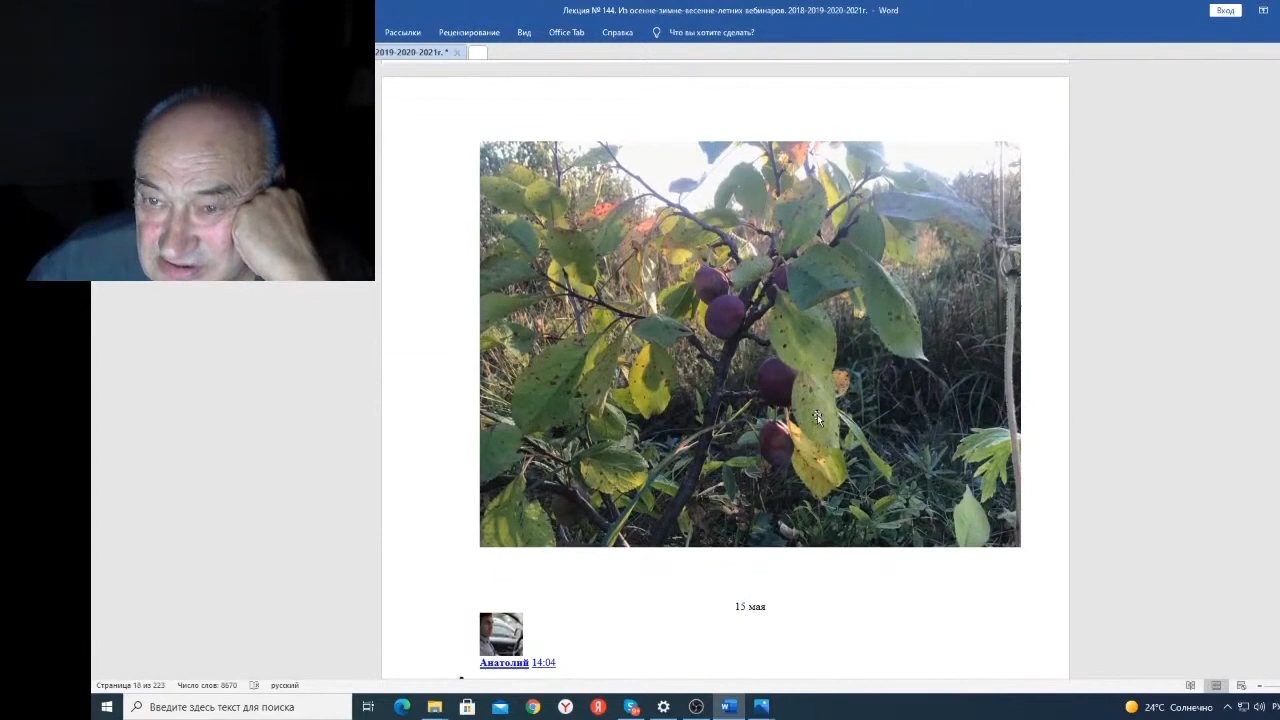 Лекция № 144. Из осенне-зимне-весенне-летних вебинаров. 2018-2019-2020-2021г. - Word
Вход
Рассылки Рецензирование Вид Office Tab Справка Что вы хотите сделать?
2019-2020-2021г. *
15 мая
Анатолий 14:04
Страница 18 из 223 Число слов: 8670 русский
Введите здесь текст для поиска
24°C Солнечно